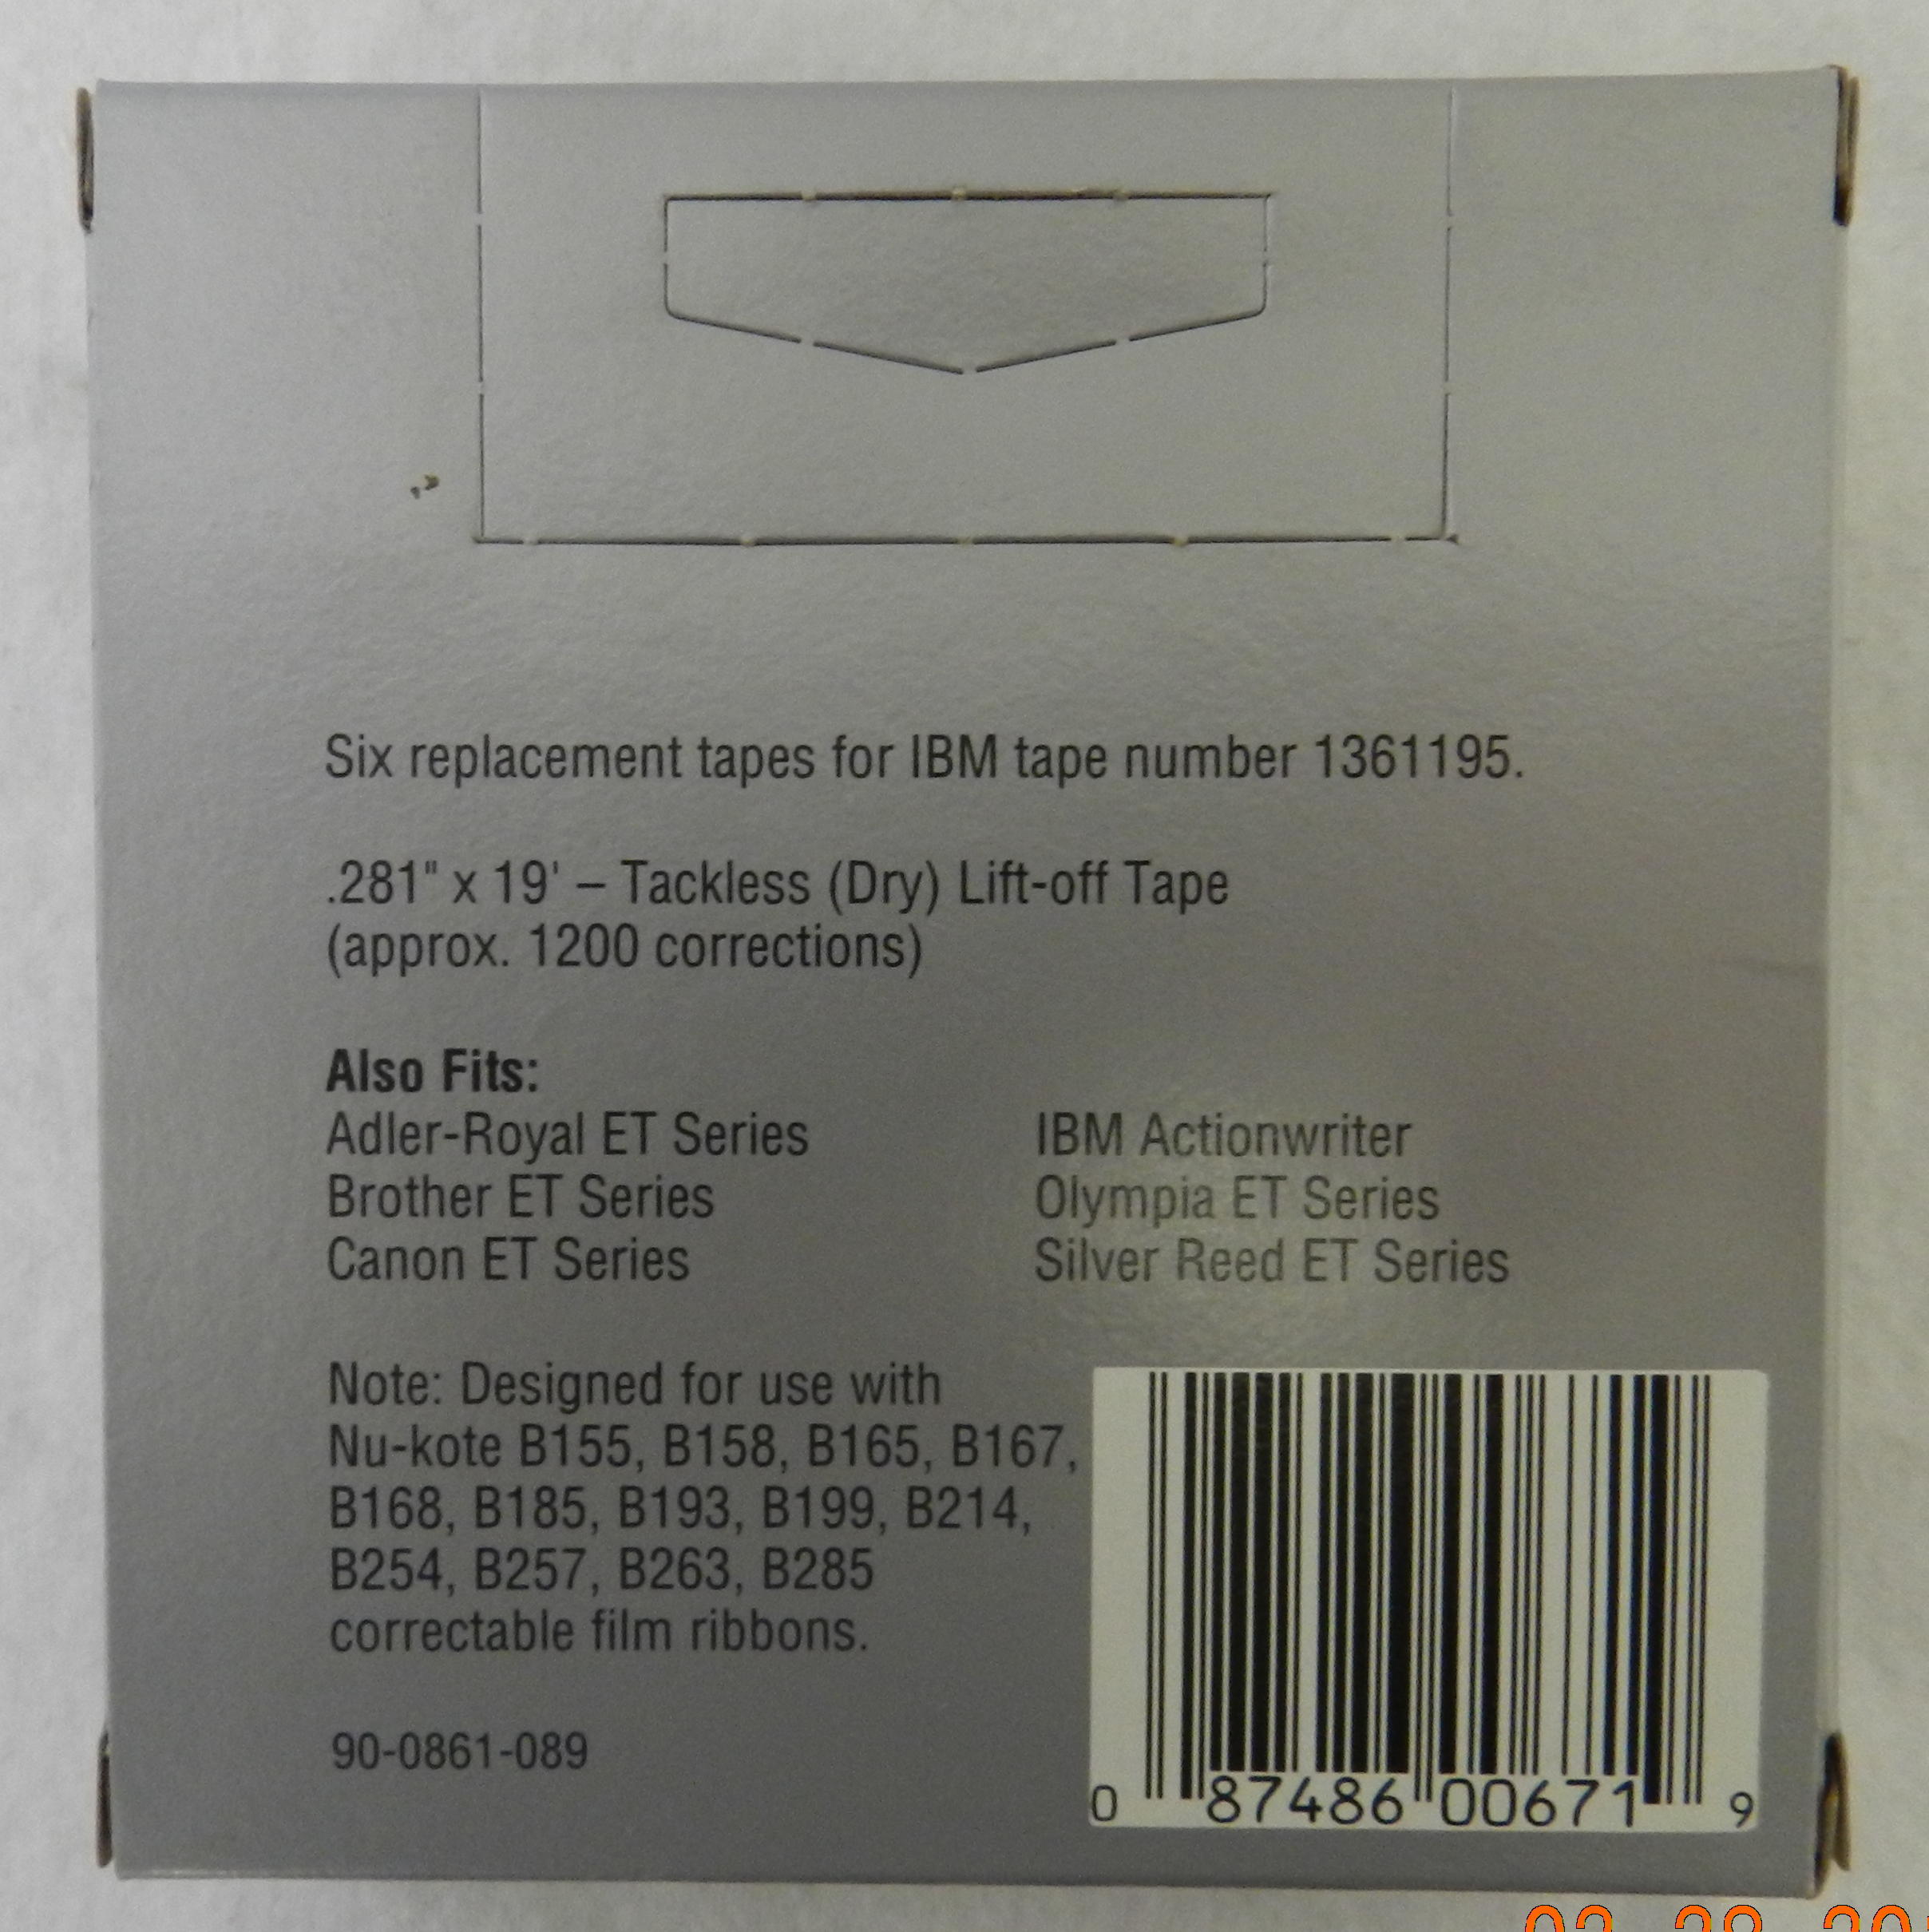 Six replacement tapes for IBM tape number 1361195.
.281" x 19' – Tackless (Dry) Lift-off Tape
(approx. 1200 corrections)
Also Fits:
Adler-Royal ET Series
Brother ET Series
Canon ET Series
IBM Actionwriter
Olympia ET Series
Silver Reed ET Series
Note: Designed for use with
Nu-kote B155, B158, B165, B167,
B168, B185, B193, B199, B214,
B254, B257, B263, B285
correctable film ribbons.
90-0861-089
0 87486 00671 9